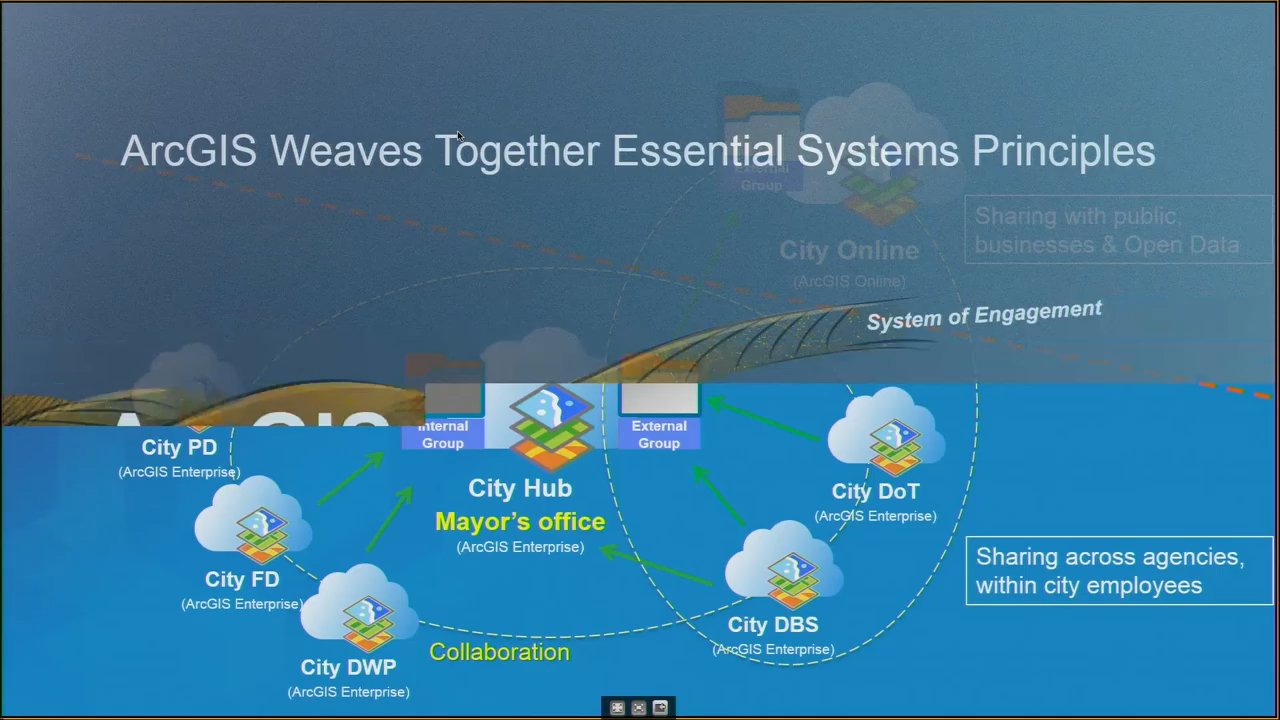 ArcGIS Weaves Together Essential Systems Principles
External
Group
Sharing with public,
businesses & Open Data
City Online
(ArcGIS Online)
System of Engagement
ArcGIS
Internal
Group
External
Group
City PD
(ArcGIS Enterprise)
City Hub
Mayor's office
(ArcGIS Enterprise)
City DoT
(ArcGIS Enterprise)
City FD
(ArcGIS Enterprise)
Sharing across agencies,
within city employees
City DBS
(ArcGIS Enterprise)
Collaboration
City DWP
(ArcGIS Enterprise)